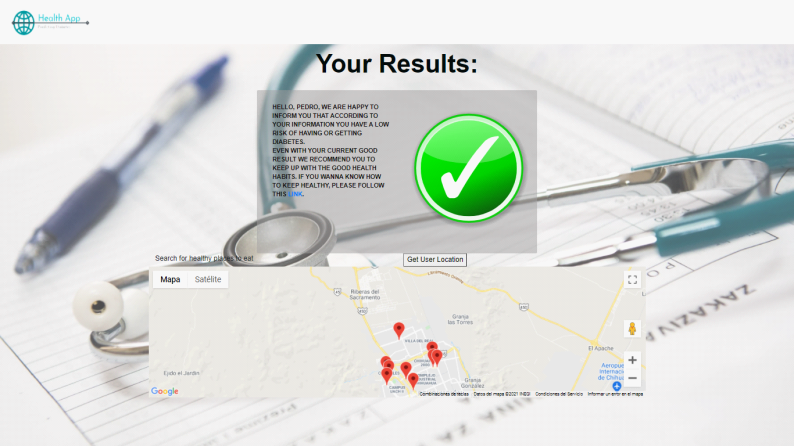 Health App
Your Results:
HELLO, PEDRO, WE ARE HAPPY TO
INFORM YOU THAT ACCORDING TO
YOUR INFORMATION YOU HAVE A LOW
RISK OF HAVING OR GETTING
DIABETES.
EVEN WITH YOUR CURRENT GOOD
RESULT WE RECOMMEND YOU TO
KEEP UP WITH THE GOOD HEALTH
HABITS. IF YOU WANNA KNOW HOW
TO KEEP HEALTHY, PLEASE FOLLOW
THIS LINK.
Search for healthy places to eat
Get User Location
Mapa Satélite
Riberas del
Sacramento
Granja
las Torres
VILLA DEL REAL
El Apache
Ejido el Jardín
Granja
González
Google
Combinaciones de teclas Datos del mapa ©2021 INEGI Condiciones del Servicio Informar un error en el mapa
ZAKAZIVA